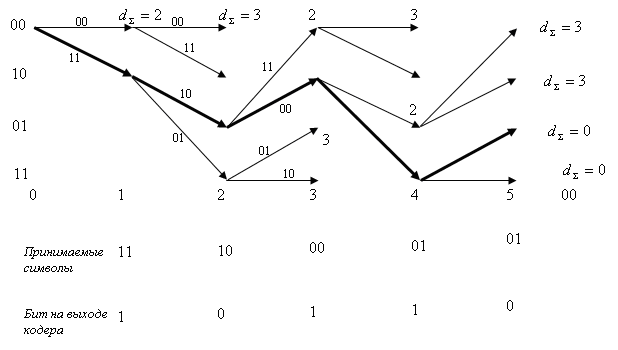 00 00 d_Σ = 2 00 d_Σ = 3 2 3 d_Σ = 3
11 11
10 10 11 00 d_Σ = 3
2
01 01 01 3 d_Σ = 0
11 10 d_Σ = 0
0 1 2 3 4 5 00
Принимаемые 11 10 00 01 01
символы
Бит на выходе 1 0 1 1 0
кодера